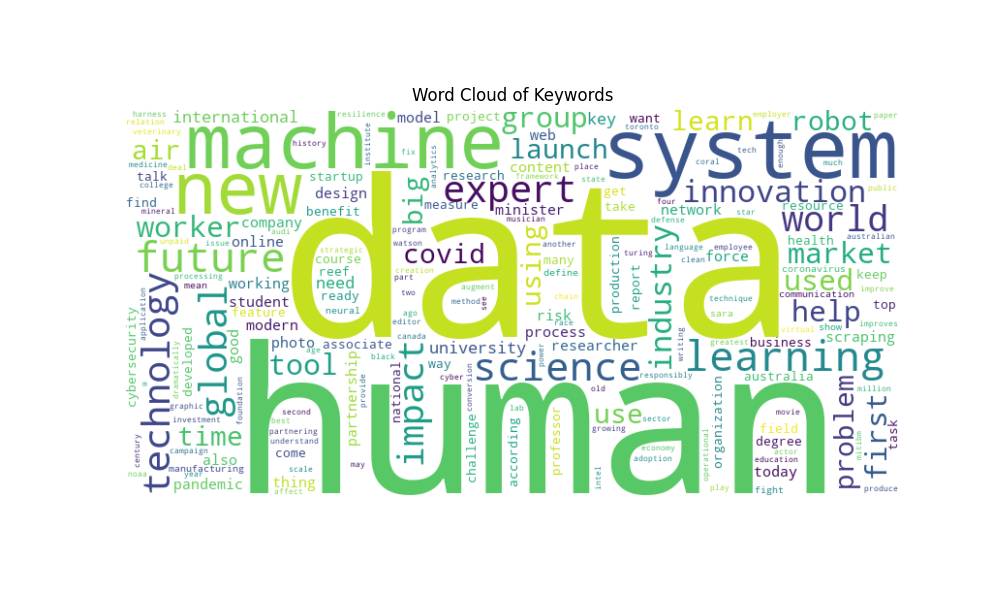 Word Cloud of Keywords
harness
relation
veterinary
international
resilience
model
project
group
key
want
learn
employer
robot
paper
history
institute
fix
analytics
web
toronto
tech
enough
much
air
machine
launch
system
coral
medicine
deal
talk
college
mineral
find
new
startup
design
benefit
big
research
measure
expert
content
framework
place
state
minister
musician
get
take
four
network
star
defense
innovation
public
resource
world
australian
worker
company
audi
unpaid
issue
online
future
strategic
course
reef
need
ready
neural
watson
program
covid
creation
part
two
using
another
many
define
production
report
turing
language
clean
employee
force
health
market
coronavirus
improve
processing
mean
working
student
feature
modern
data
augment
method
see
chain
risk
race
process
industry
technique
sara
used
keep
communication
help
top
virtual
show
improves
scraping
technology
application
cybersecurity
ai
developed
dramatically
global
good
foundation
photo
associate
age
black
ago
editor
canada
university
way
power
researcher
writing
greatest
business
tool
partnership
provide
national
impact
cyber
conversion
science
responsibly
learning
australia
graphic
investment
time
campaign
also
century
noaa
manufacturing
year
pandemic
human
second
best
partnering
understand
come
scale
thing
affect
may
challenge
according
lab
professor
old
growing
use
sector
economy
adoption
intel
operational
organization
play
movie
field
actor
degree
education
today
fight
problem
mitibm
first
million
task
produce